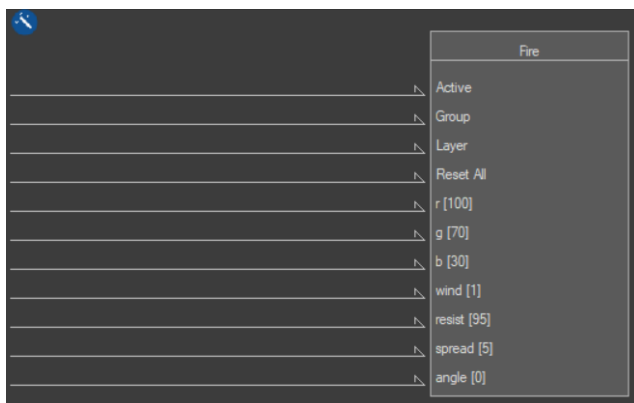 Fire
Active
Group
Layer
Reset All
r [100]
g [70]
b [30]
wind [1]
resist [95]
spread [5]
angle [0]